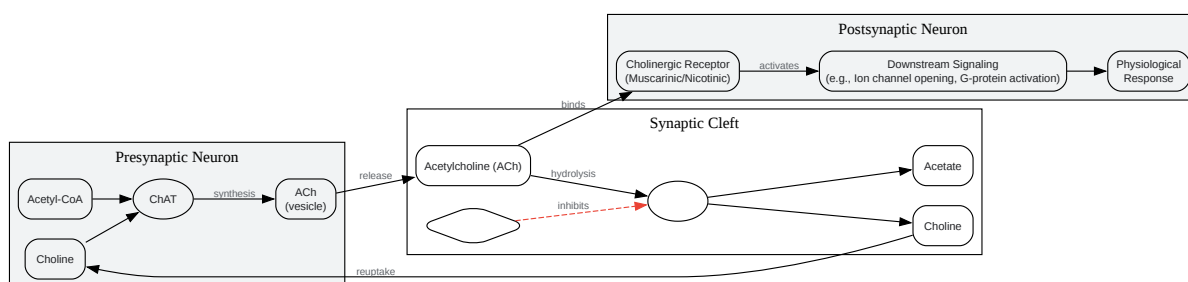 Postsynaptic Neuron
Cholinergic Receptor
(Muscarinic/Nicotinic)
activates
Downstream Signaling
(e.g., Ion channel opening, G-protein activation)
Physiological
Response
binds
Synaptic Cleft
Presynaptic Neuron
Acetyl-CoA
ChAT
synthesis
ACh
(vesicle)
release
Acetylcholine (ACh)
hydrolysis
Acetate
inhibits
Choline
Choline
reuptake